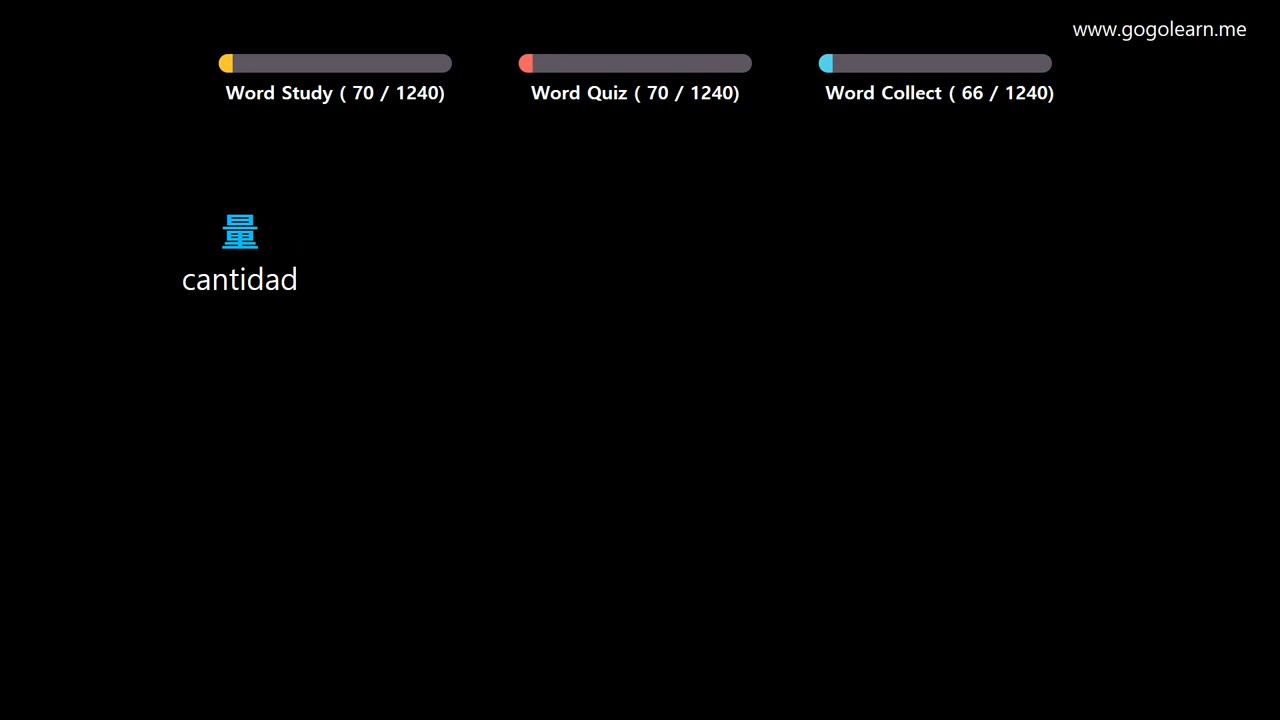 www.gogolearn.me
Word Study ( 70 / 1240)
Word Quiz ( 70 / 1240)
Word Collect ( 66 / 1240)
量
cantidad